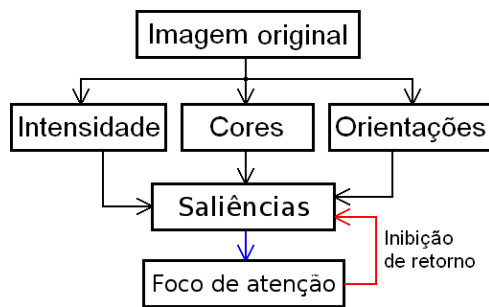 Imagem original
Intensidade
Cores
Orientações
Saliências
Inibição
de retorno
Foco de atenção